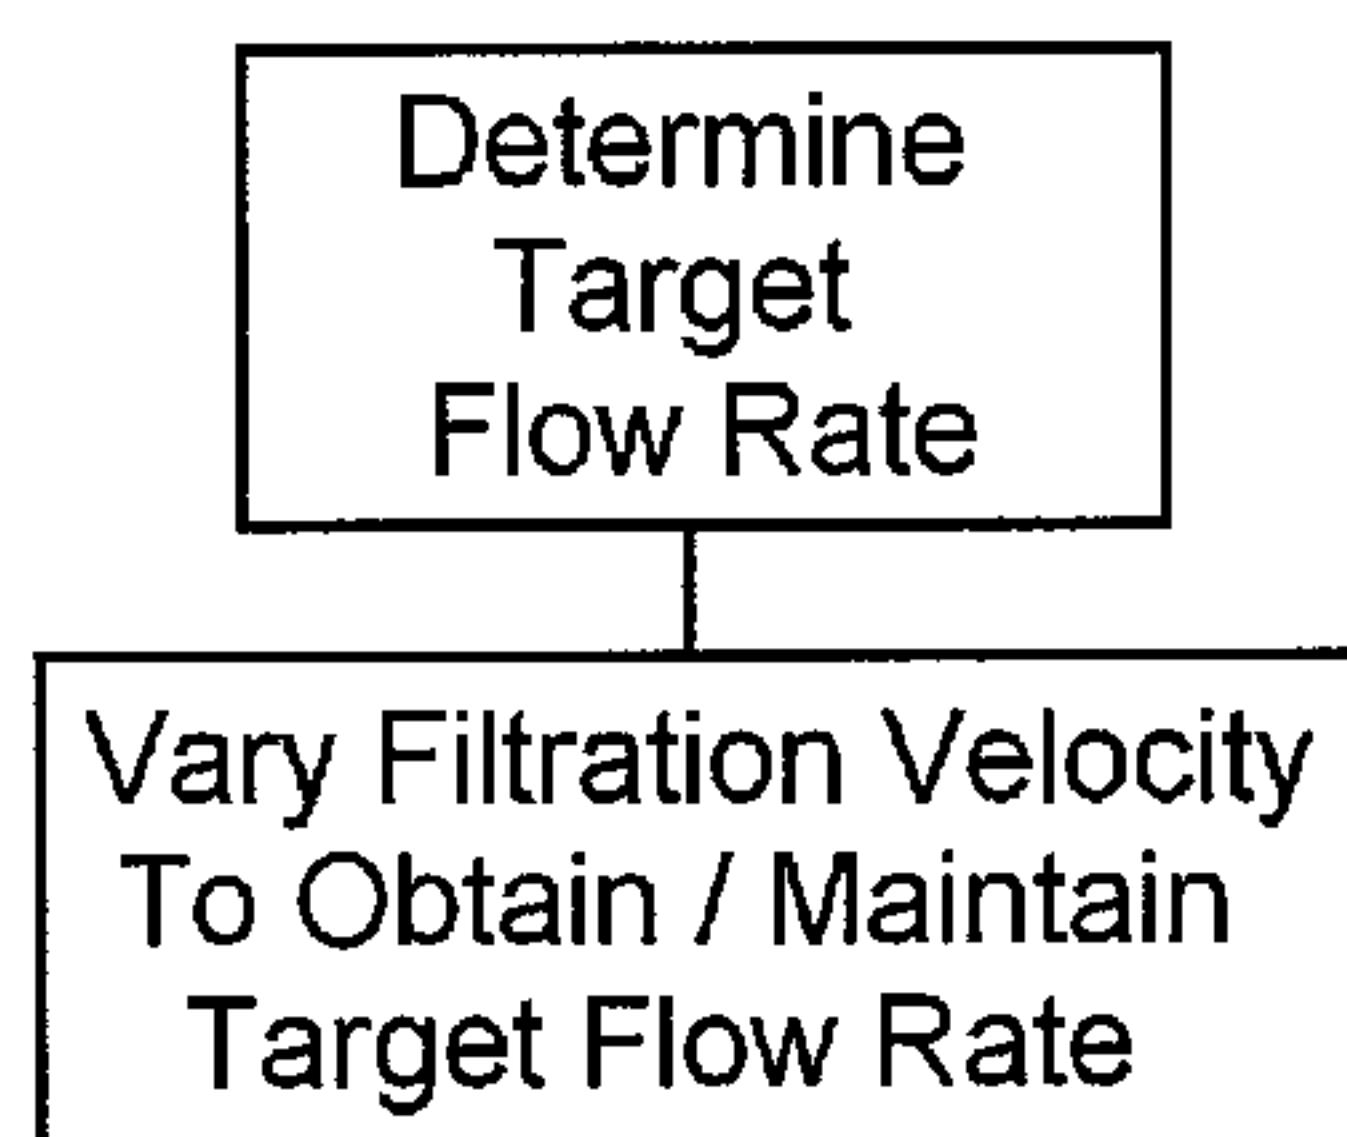 Determine
Target
Flow Rate
Vary Filtration Velocity
To Obtain / Maintain
Target Flow Rate